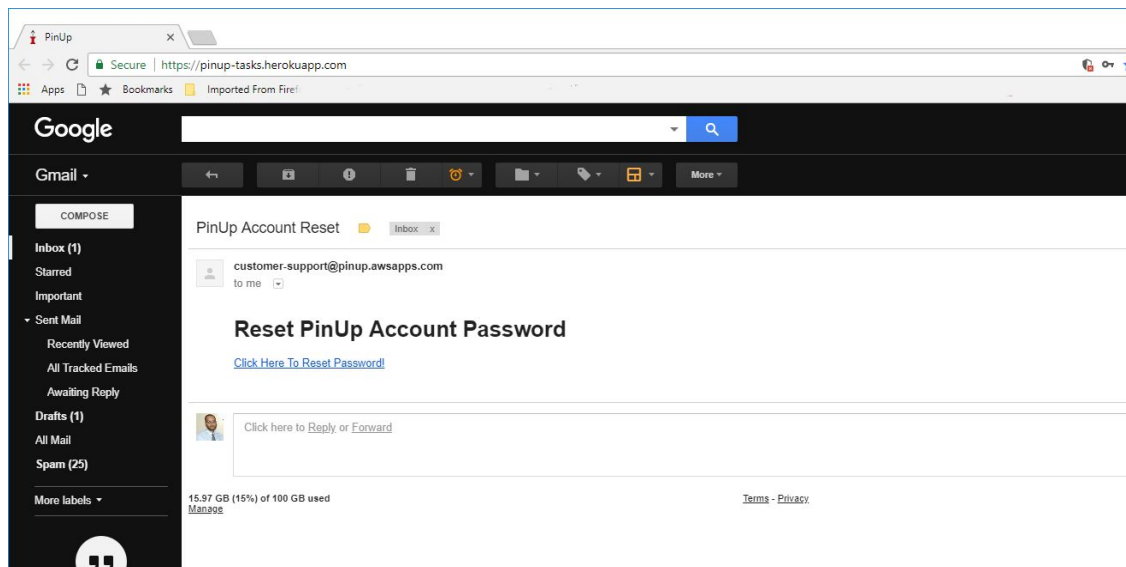 PinUp
Secure https://pinup-tasks.herokuapp.com
Apps Bookmarks Imported From Firef
Google
Gmail
More
COMPOSE
Inbox (1)
Starred
Important
Sent Mail
Recently Viewed
All Tracked Emails
Awaiting Reply
Drafts (1)
All Mail
Spam (25)
More labels
PinUp Account Reset Inbox x
customer-support@pinup.awsapps.com
to me
Reset PinUp Account Password
Click Here To Reset Password!
Click here to Reply or Forward
15.97 GB (15%) of 100 GB used
Manage
Terms - Privacy